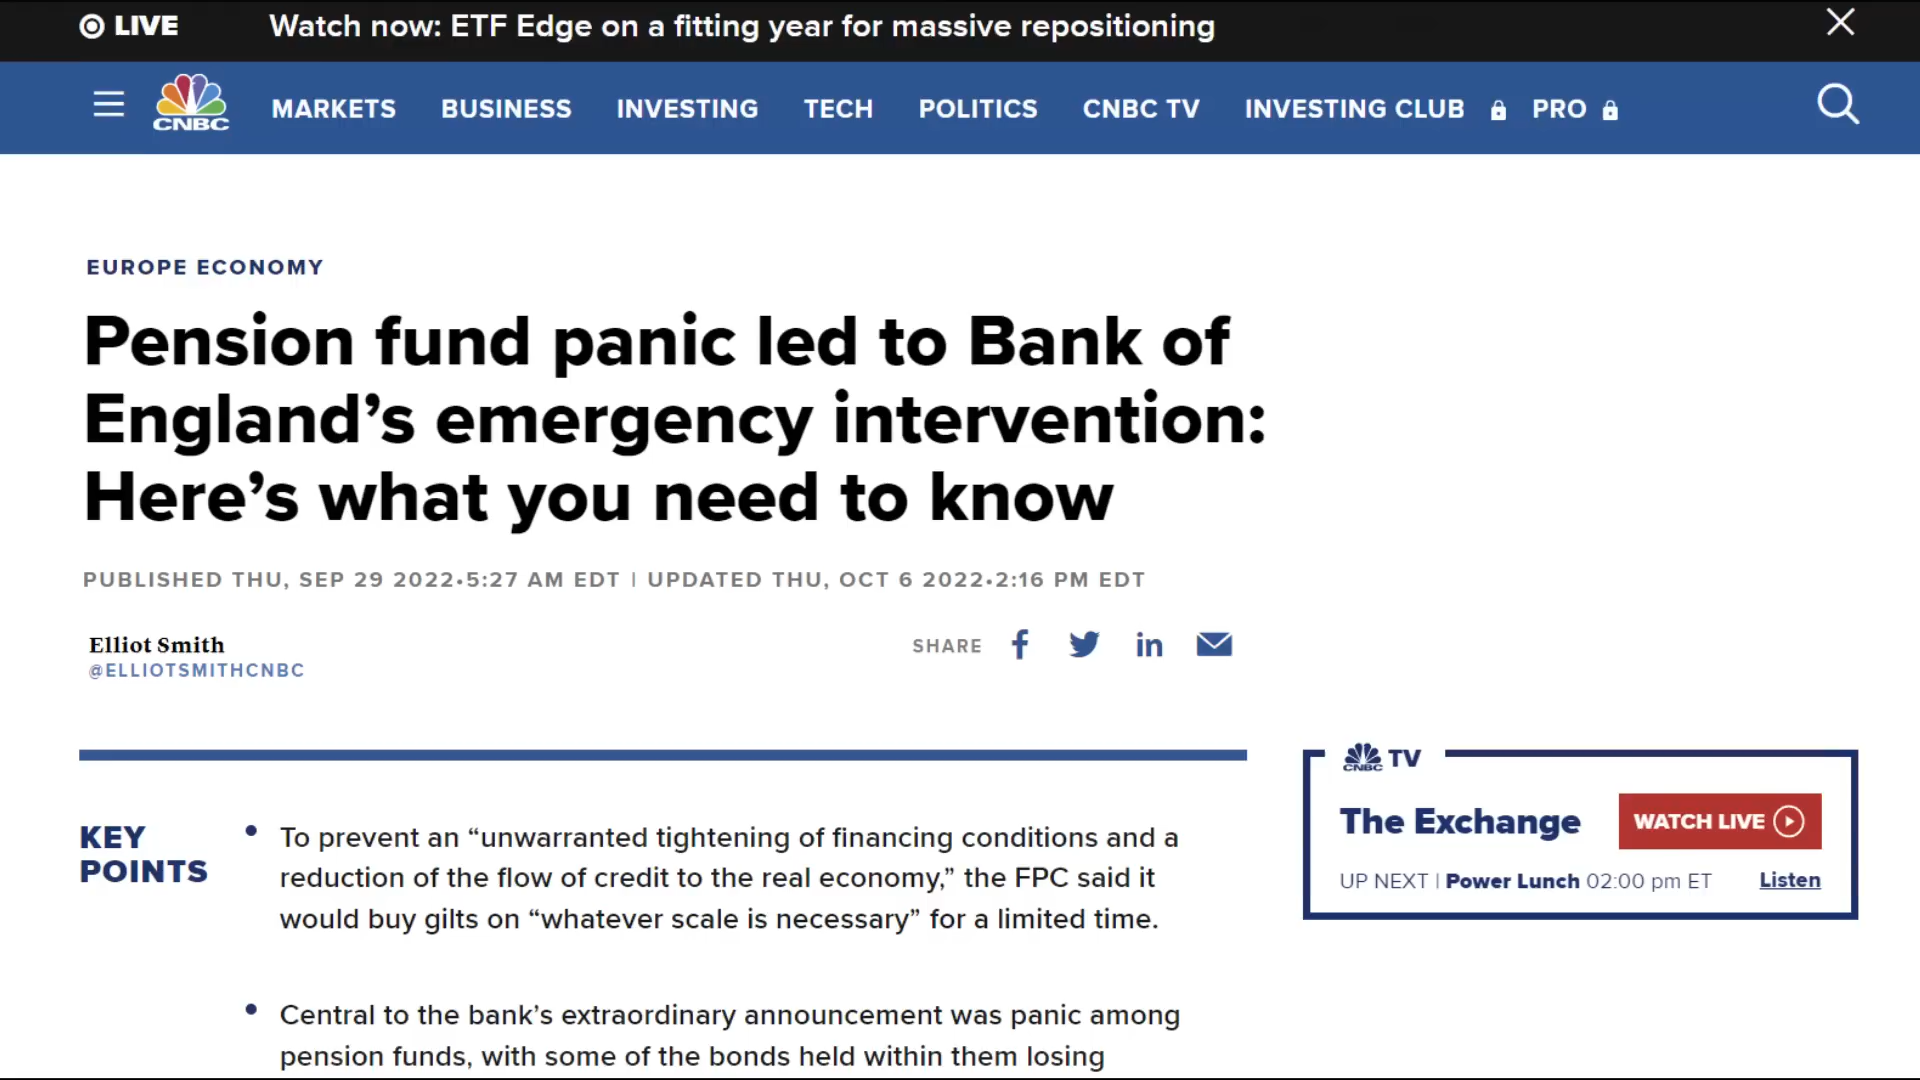 LIVE Watch now: ETF Edge on a fitting year for massive repositioning
CNBC MARKETS BUSINESS INVESTING TECH POLITICS CNBC TV INVESTING CLUB PRO
EUROPE ECONOMY
Pension fund panic led to Bank of
England’s emergency intervention:
Here’s what you need to know
PUBLISHED THU, SEP 29 2022•5:27 AM EDT | UPDATED THU, OCT 6 2022•2:16 PM EDT
Elliot Smith
@ELLIOTSMITHCNBC
SHARE
KEY
POINTS
• To prevent an “unwarranted tightening of financing conditions and a
reduction of the flow of credit to the real economy,” the FPC said it
would buy gilts on “whatever scale is necessary” for a limited time.
• Central to the bank’s extraordinary announcement was panic among
pension funds, with some of the bonds held within them losing
CNBC TV
The Exchange WATCH LIVE
UP NEXT | Power Lunch 02:00 pm ET Listen